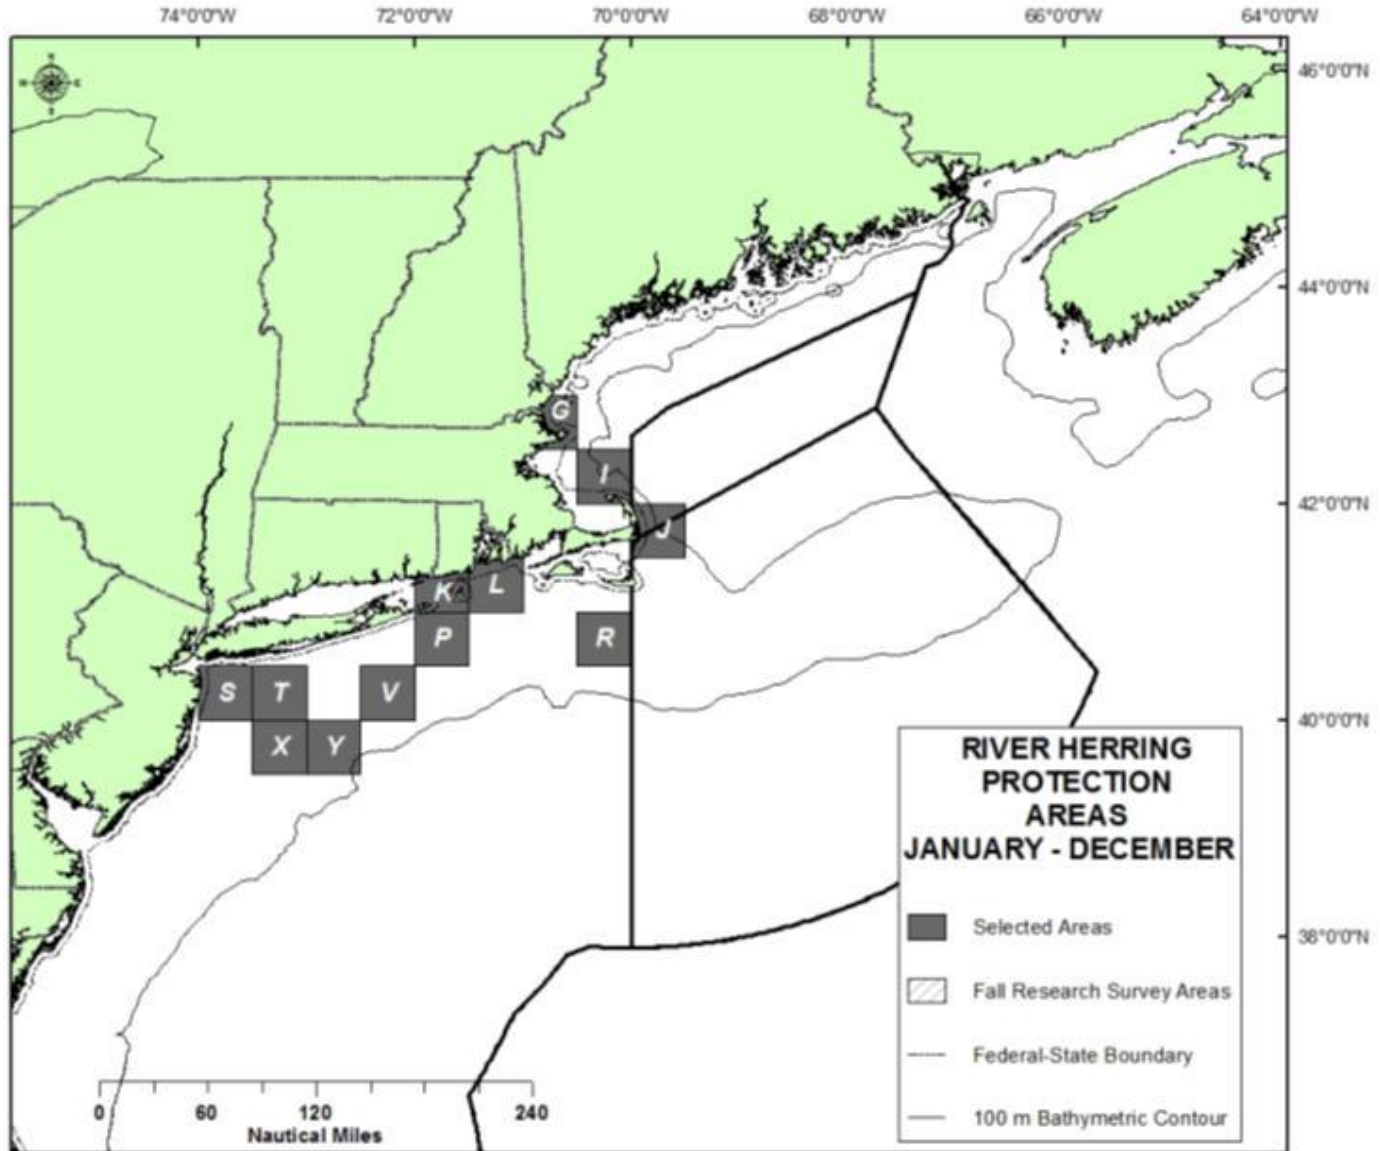 74°0'0"W 72°0'0"W 70°0'0"W 68°0'0"W 66°0'0"W 64°0'0"W
46°0'0"N
44°0'0"N
G
I
42°0'0"N
J
K L
P R
S T V
X Y
40°0'0"N
RIVER HERRING
PROTECTION
AREAS
JANUARY - DECEMBER
Selected Areas
38°0'0"N
Fall Research Survey Areas
Federal-State Boundary
100 m Bathymetric Contour
0 60 120 240
Nautical Miles